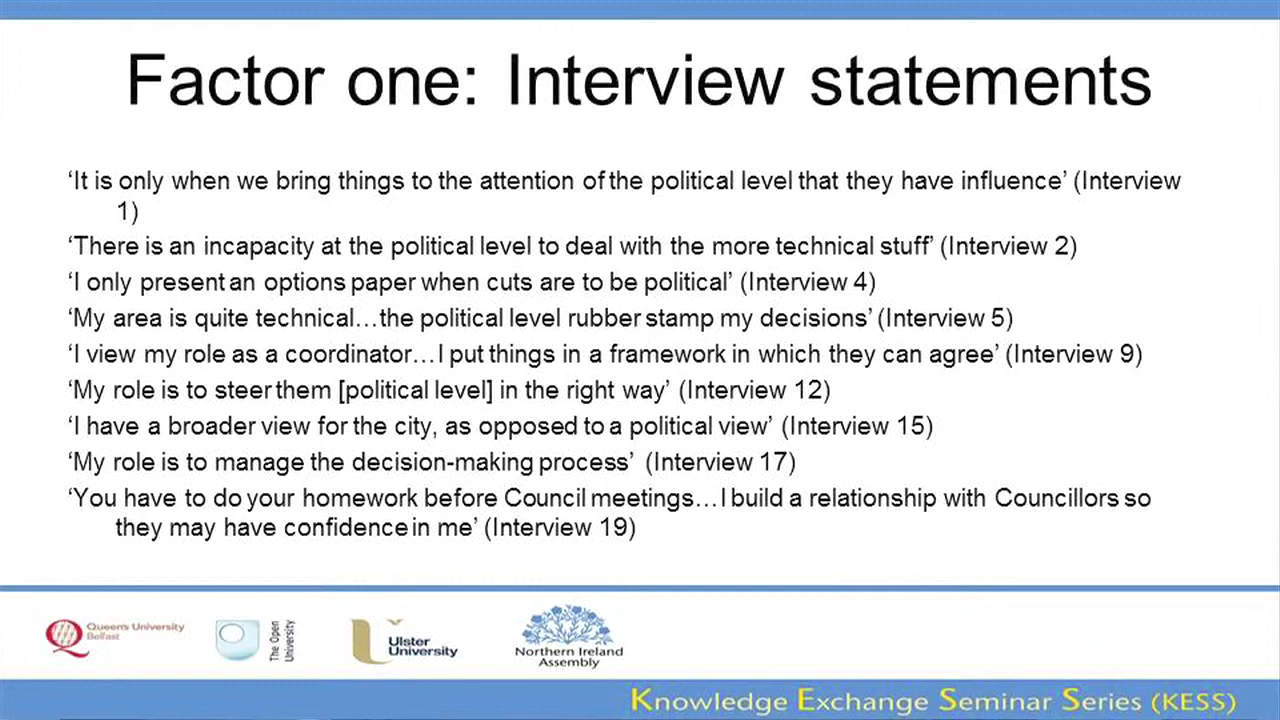 Factor one: Interview statements
‘It is only when we bring things to the attention of the political level that they have influence’ (Interview
1)
‘There is an incapacity at the political level to deal with the more technical stuff’ (Interview 2)
‘I only present an options paper when cuts are to be political’ (Interview 4)
‘My area is quite technical…the political level rubber stamp my decisions’ (Interview 5)
‘I view my role as a coordinator…I put things in a framework in which they can agree’ (Interview 9)
‘My role is to steer them [political level] in the right way’ (Interview 12)
‘I have a broader view for the city, as opposed to a political view’ (Interview 15)
‘My role is to manage the decision-making process’ (Interview 17)
‘You have to do your homework before Council meetings…I build a relationship with Councillors so
they may have confidence in me’ (Interview 19)
Queen's University
Belfast
The Open
University
Ulster
University
Northern Ireland
Assembly
Knowledge Exchange Seminar Series (KESS)